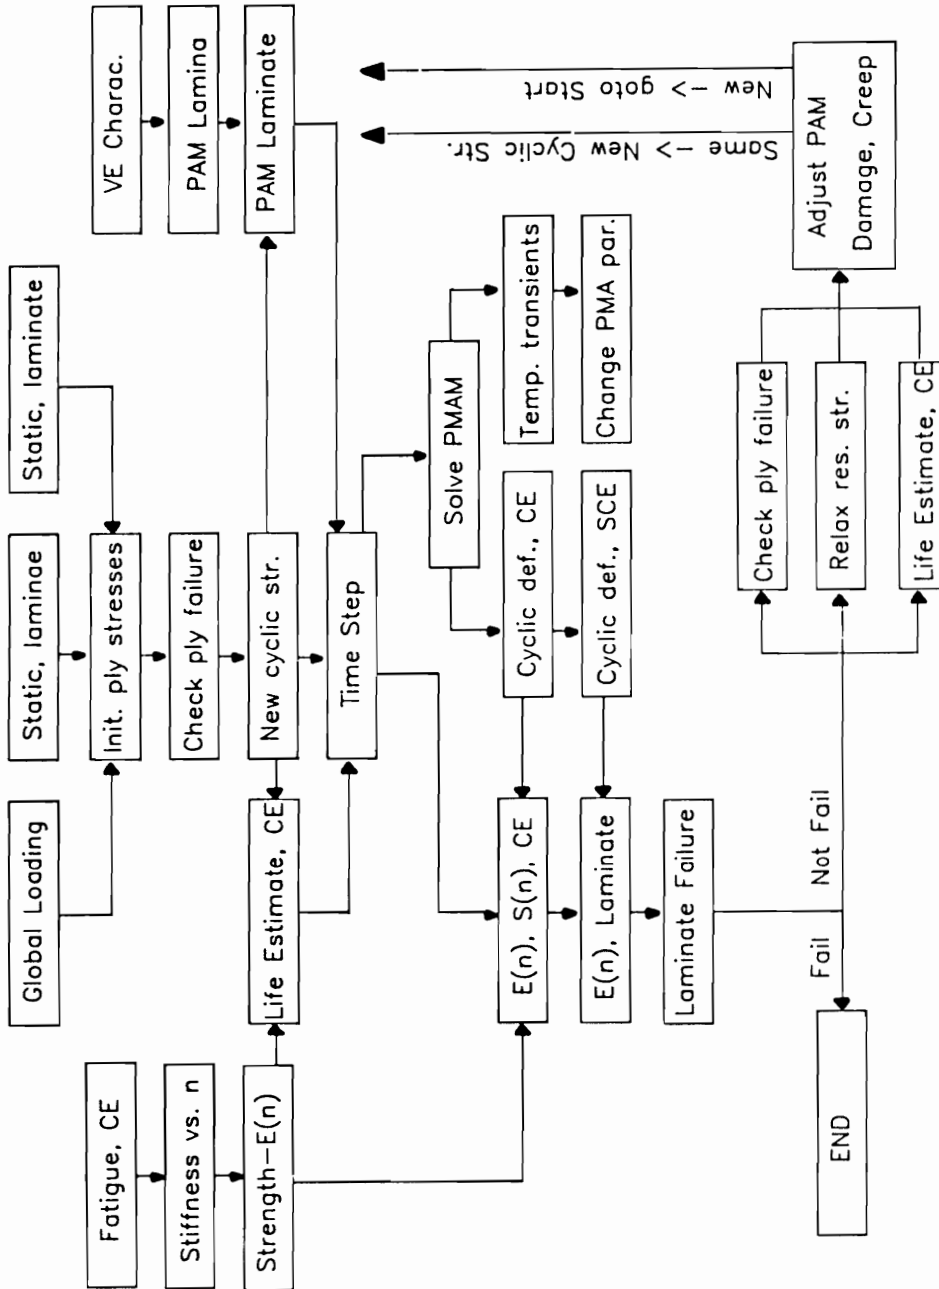 Fatigue, CE
Stiffness vs. n
Strength-E(n)
Global Loading
Static, laminae
Static, laminate
VE Charac.
Init. ply stresses
Check ply failure
PAM Lamina
Life Estimate, CE
New cyclic str.
PAM Laminate
Time Step
Solve PMAM
E(n), S(n), CE
Cyclic def., CE
Temp. transients
E(n), Laminate
Cyclic def., SCE
Change PMA par.
Laminate Failure
Same -> New Cyclic Str.
New -> goto Start
Fail
Not Fail
END
Check ply failure
Relax res. str.
Life Estimate, CE
Adjust PAM
Damage, Creep